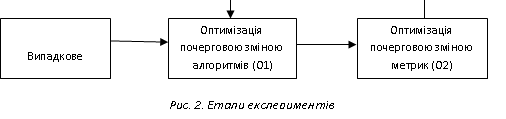 Випадкове
Оптимізація
почерговою зміною
алгоритмів (О1)
Оптимізація
почерговою зміною
метрик (О2)
Рис. 2. Етапи експериментів